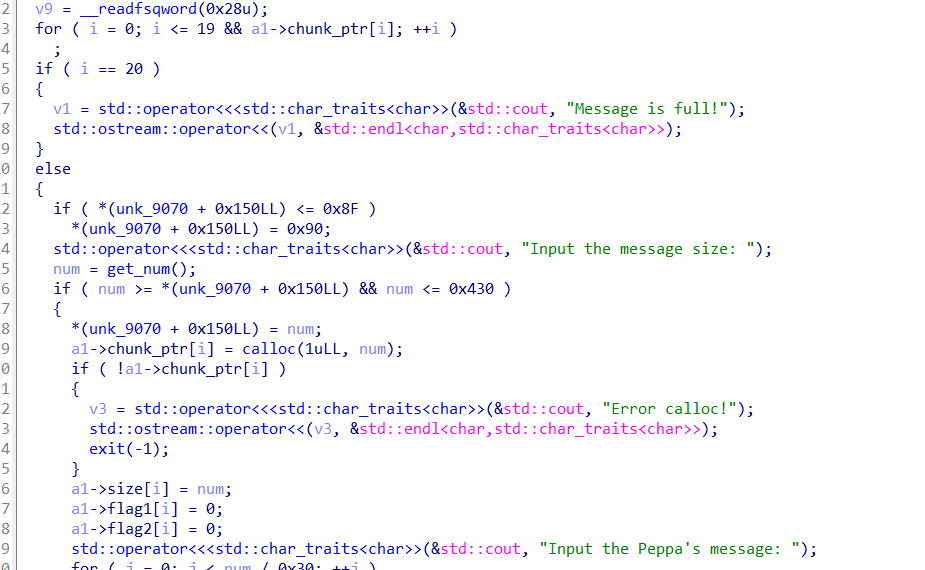 2 v9 = __readfsqword(0x28u);
3 for ( i = 0; i <= 19 && a1->chunk_ptr[i]; ++i )
4 ;
5 if ( i == 20 )
6 {
7 v1 = std::operator<<<std::char_traits<char>>(&std::cout, "Message is full!");
8 std::ostream::operator<<(v1, &std::endl<char,std::char_traits<char>>);
9 }
0 else
1 {
2 if ( *(unk_9070 + 0x150LL) <= 0x8F )
3 *(unk_9070 + 0x150LL) = 0x90;
4 std::operator<<<std::char_traits<char>>(&std::cout, "Input the message size: ");
5 num = get_num();
6 if ( num >= *(unk_9070 + 0x150LL) && num <= 0x430 )
7 {
8 *(unk_9070 + 0x150LL) = num;
9 a1->chunk_ptr[i] = calloc(1uLL, num);
0 if ( !a1->chunk_ptr[i] )
1 {
2 v3 = std::operator<<<std::char_traits<char>>(&std::cout, "Error calloc!");
3 std::ostream::operator<<(v3, &std::endl<char,std::char_traits<char>>);
4 exit(-1);
5 }
6 a1->size[i] = num;
7 a1->flag1[i] = 0;
8 a1->flag2[i] = 0;
9 std::operator<<<std::char_traits<char>>(&std::cout, "Input the Peppa's message: ");
0 for ( j = 0; j < num / 0x30; ++j )